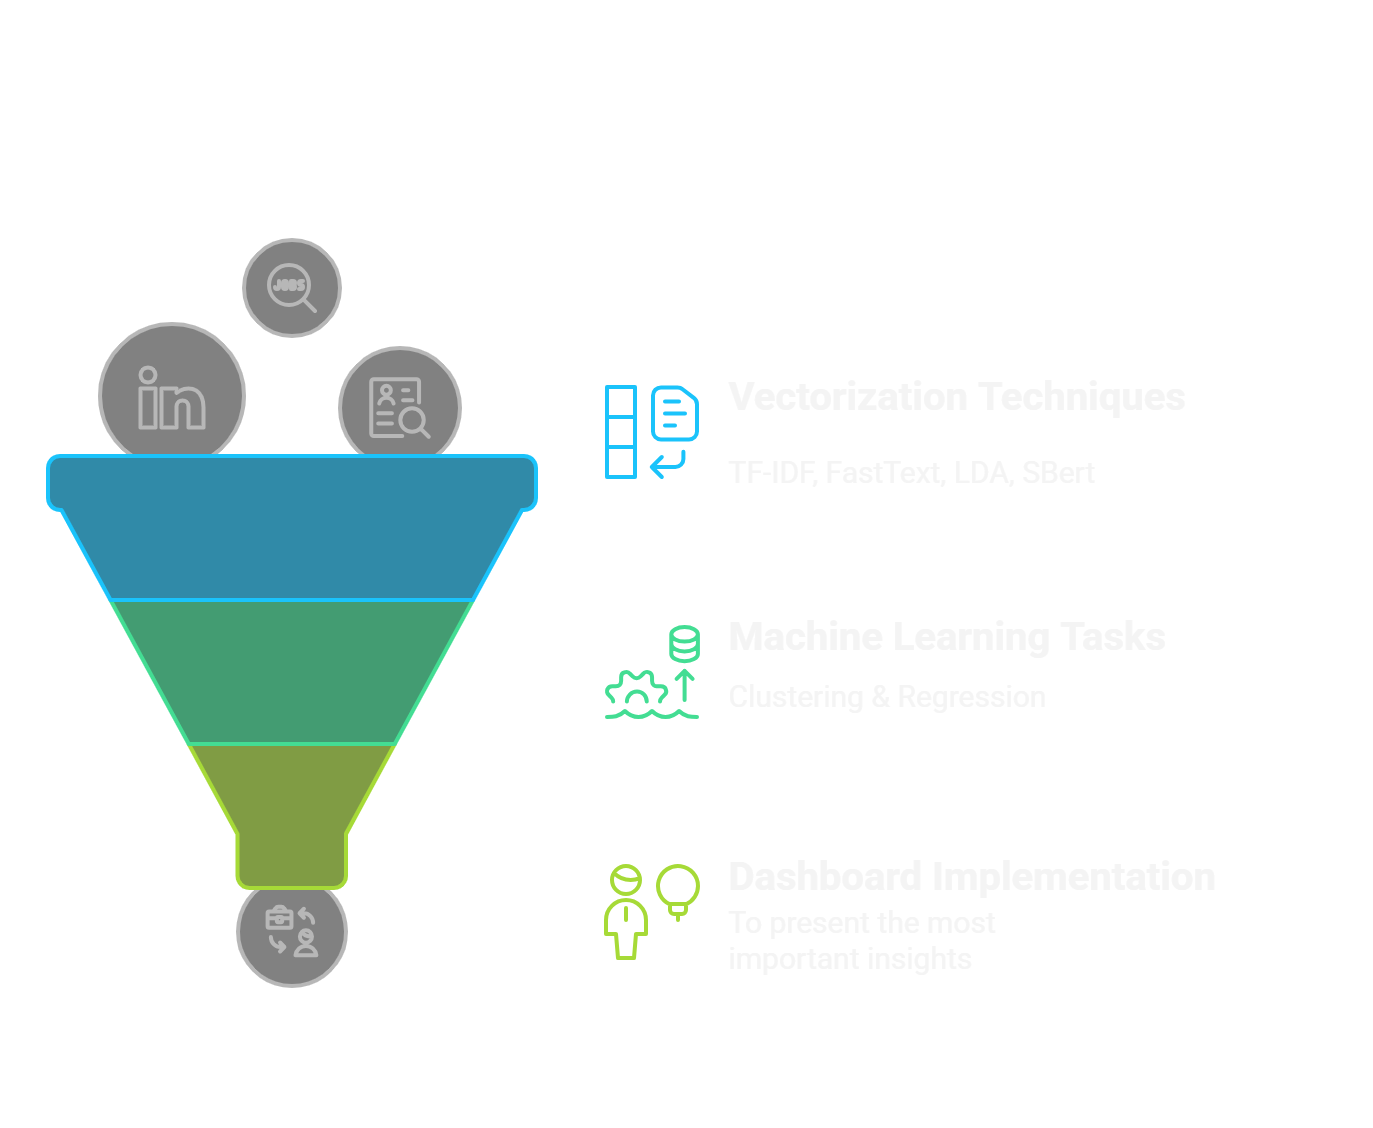 JOBS
in
Vectorization Techniques
TF-IDF, FastText, LDA, SBert
Machine Learning Tasks
Clustering & Regression
Dashboard Implementation
To present the most
important insights